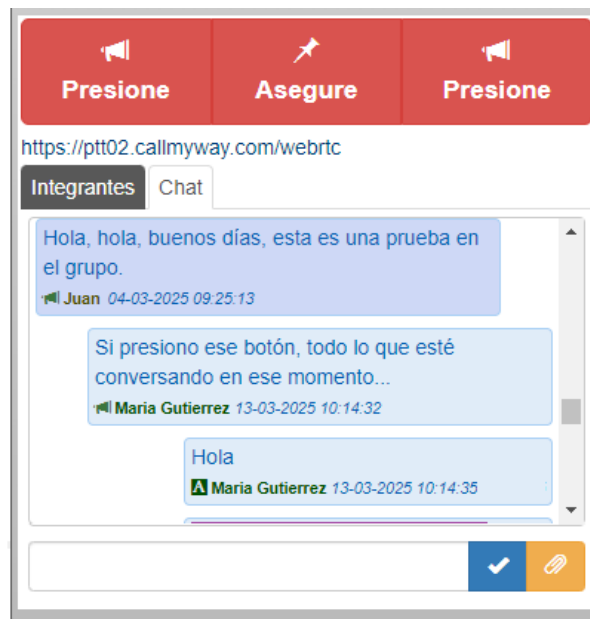 Presione
Asegure
Presione
https://ptt02.callmyway.com/webrtc
Integrantes
Chat
Hola, hola, buenos días, esta es una prueba en
el grupo.
Juan 04-03-2025 09:25:13
Si presiono ese botón, todo lo que esté
conversando en ese momento...
Maria Gutierrez 13-03-2025 10:14:32
Hola
A Maria Gutierrez 13-03-2025 10:14:35